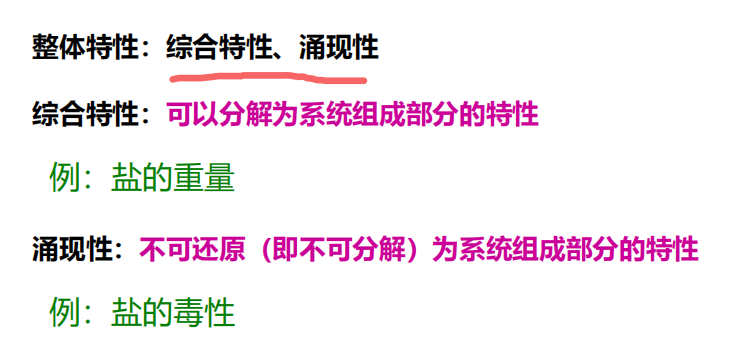 整体特性：综合特性、涌现性
综合特性：可以分解为系统组成部分的特性
例：盐的重量
涌现性：不可还原（即不可分解）为系统组成部分的特性
例：盐的毒性